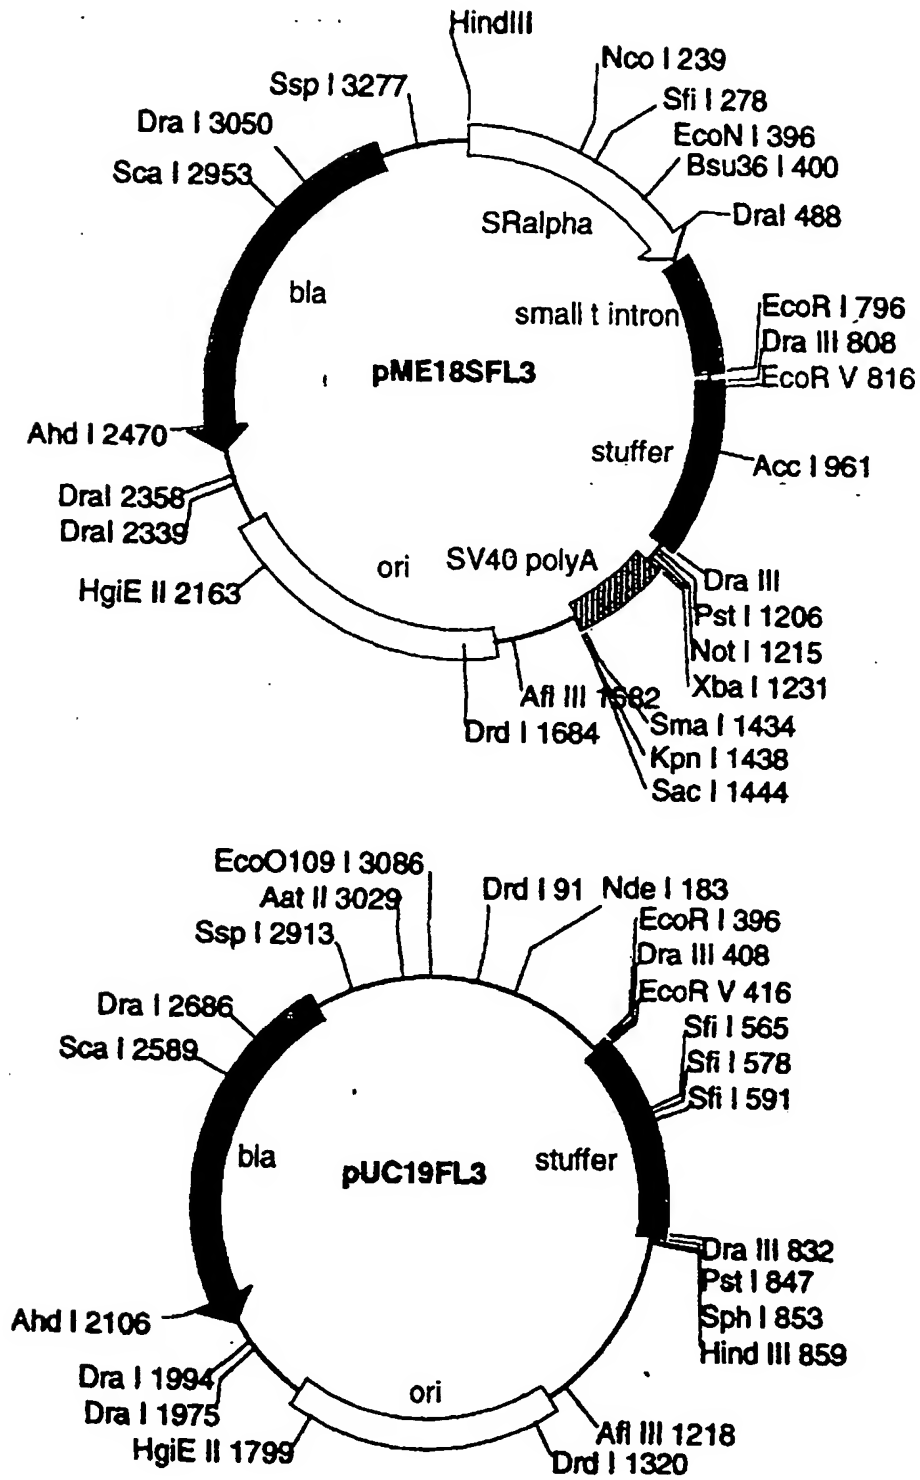 HindIII
Nco I 239
Ssp I 3277
Sfi I 278
Dra I 3050
EcoN I 396
Sca I 2953
Bsu36 I 400
DraI 488
SRalpha
bla
small t intron
EcoR I 796
Dra III 808
pME18SFL3
EcoR V 816
Ahd I 2470
stuffer
Acc I 961
DraI 2358
DraI 2339
ori
SV40 polyA
HgiE II 2163
Dra III
Pst I 1206
Not I 1215
Xba I 1231
Afl III 1682
Drd I 1684
Sma I 1434
Kpn I 1438
Sac I 1444
EcoO109 I 3086
Aat II 3029
Drd I 91
Nde I 183
Ssp I 2913
EcoR I 396
Dra III 408
EcoR V 416
Dra I 2686
Sfi I 565
Sca I 2589
Sfi I 578
Sfi I 591
bla
stuffer
pUC19FL3
Dra III 832
Pst I 847
Sph I 853
Ahd I 2106
Hind III 859
Dra I 1994
Dra I 1975
ori
HgiE II 1799
Afl III 1218
Drd I 1320